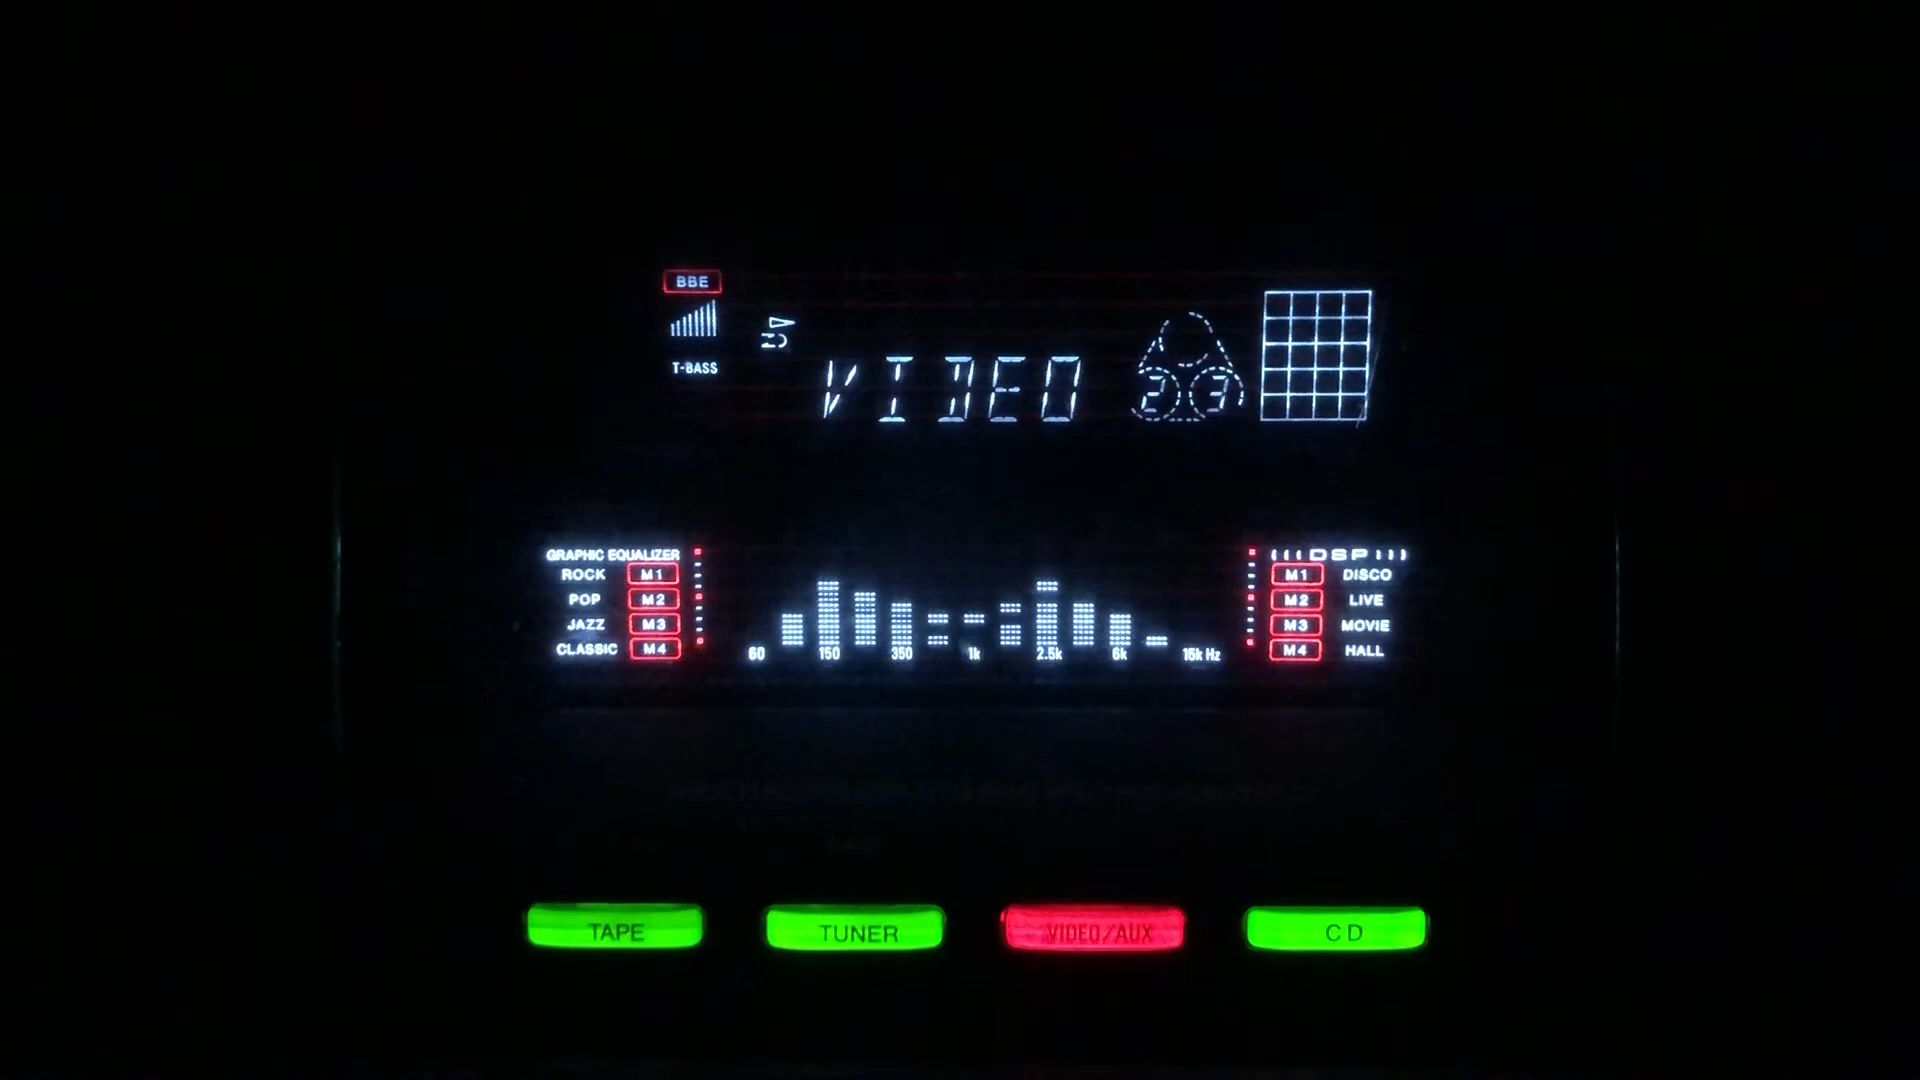 BBE
T-BASS
VIDEO
2 3
GRAPHIC EQUALIZER
ROCK M1
POP M2
JAZZ M3
CLASSIC M4
60 150 350 1k 2.5k 6k 15k Hz
DSP
M1 DISCO
M2 LIVE
M3 MOVIE
M4 HALL
TAPE TUNER VIDEO/AUX CD